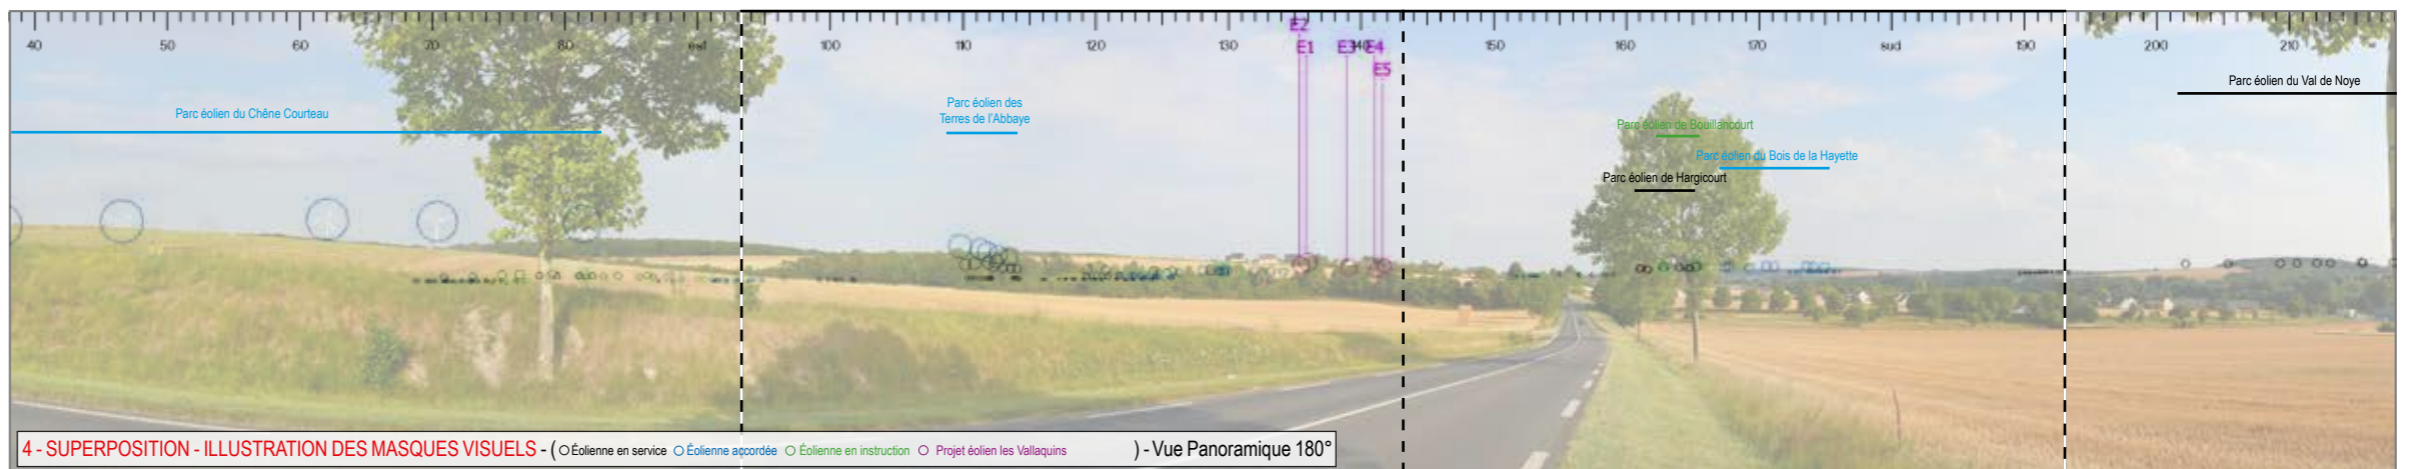 40 50 60 70 80 est 100 110 120 130 140 150 160 170 sud 190 200 210
E2
E1 E3 E4
E5
Parc éolien du Val de Noye
Parc éolien du Chêne Courteau
Parc éolien des
Terres de l'Abbaye
Parc éolien de Bouillancourt
Parc éolien du Bois de la Hayette
Parc éolien de Hargicourt
4 - SUPERPOSITION - ILLUSTRATION DES MASQUES VISUELS - ( Éolienne en service Éolienne accordée Éolienne en instruction Projet éolien les Vallaquins ) - Vue Panoramique 180°